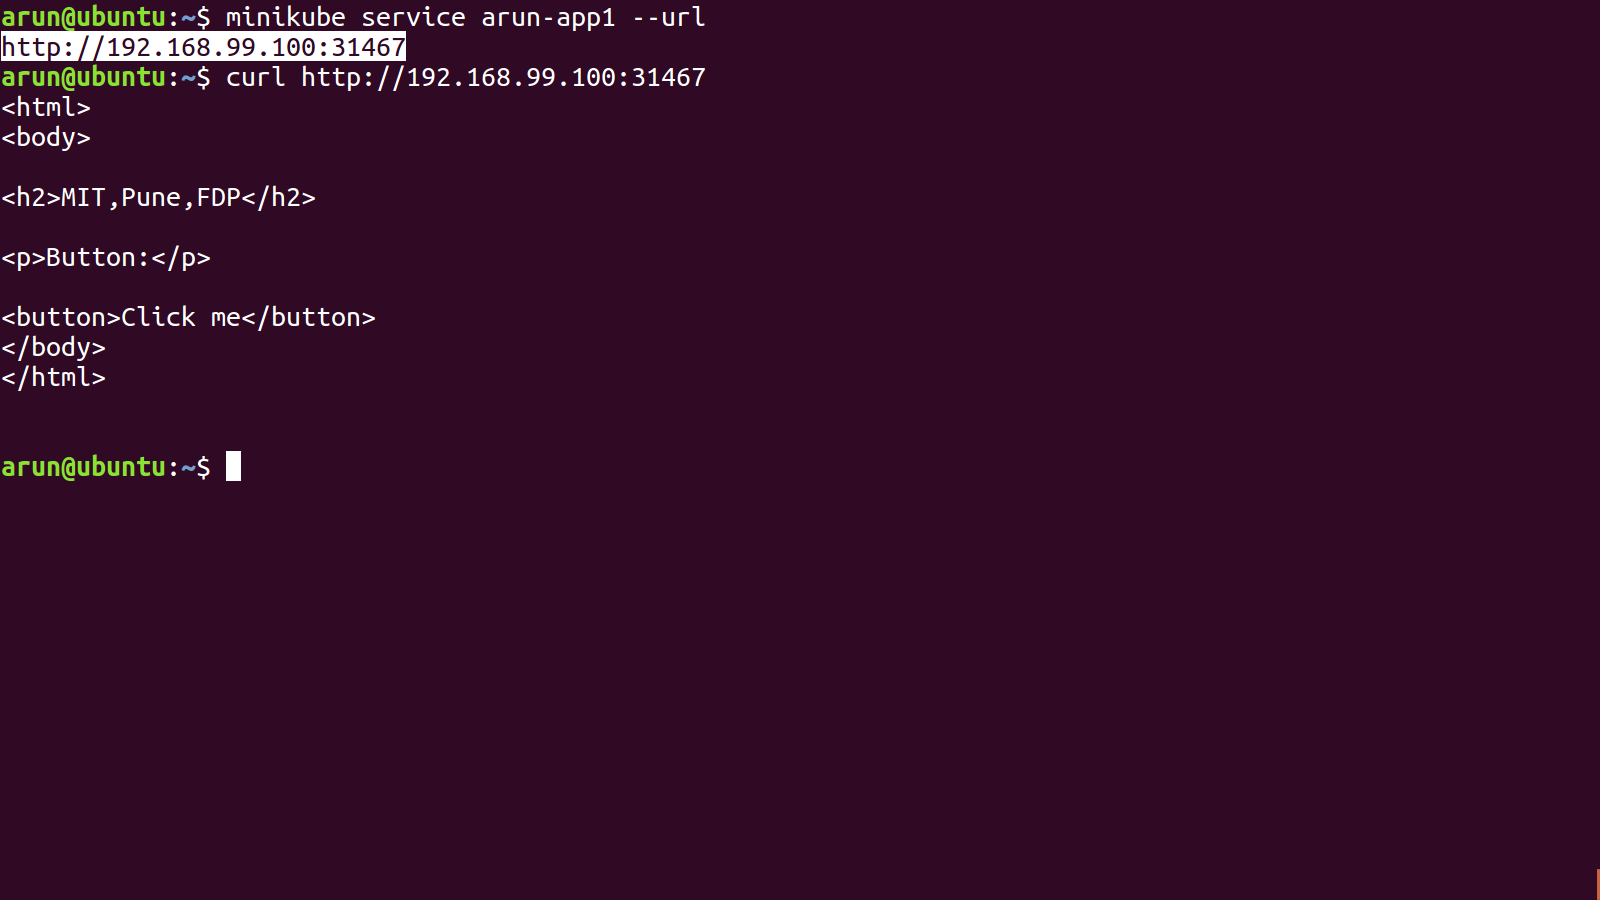 arun@ubuntu:~$ minikube service arun-app1 --url
http://192.168.99.100:31467
arun@ubuntu:~$ curl http://192.168.99.100:31467
<html>
<body>
<h2>MIT,Pune,FDP</h2>
<p>Button:</p>
<button>Click me</button>
</body>
</html>
arun@ubuntu:~$